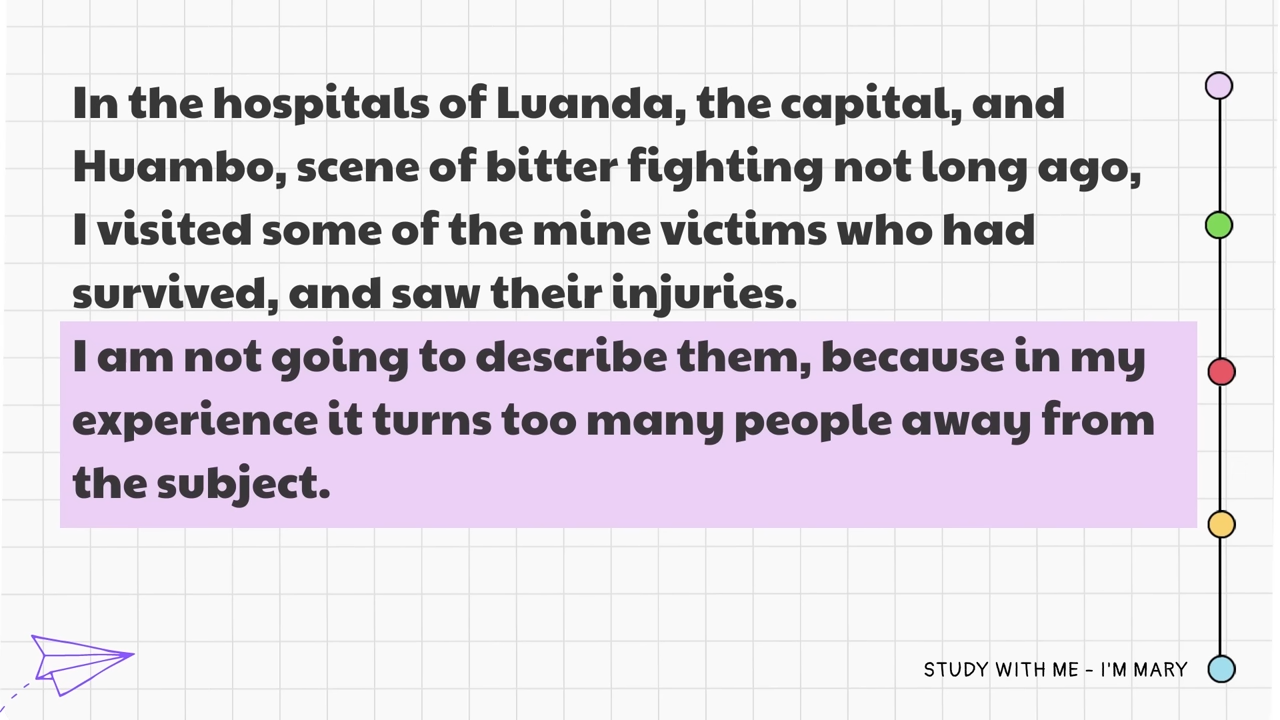 In the hospitals of Luanda, the capital, and
Huambo, scene of bitter fighting not long ago,
I visited some of the mine victims who had
survived, and saw their injuries.
I am not going to describe them, because in my
experience it turns too many people away from
the subject.
STUDY WITH ME - I'M MARY